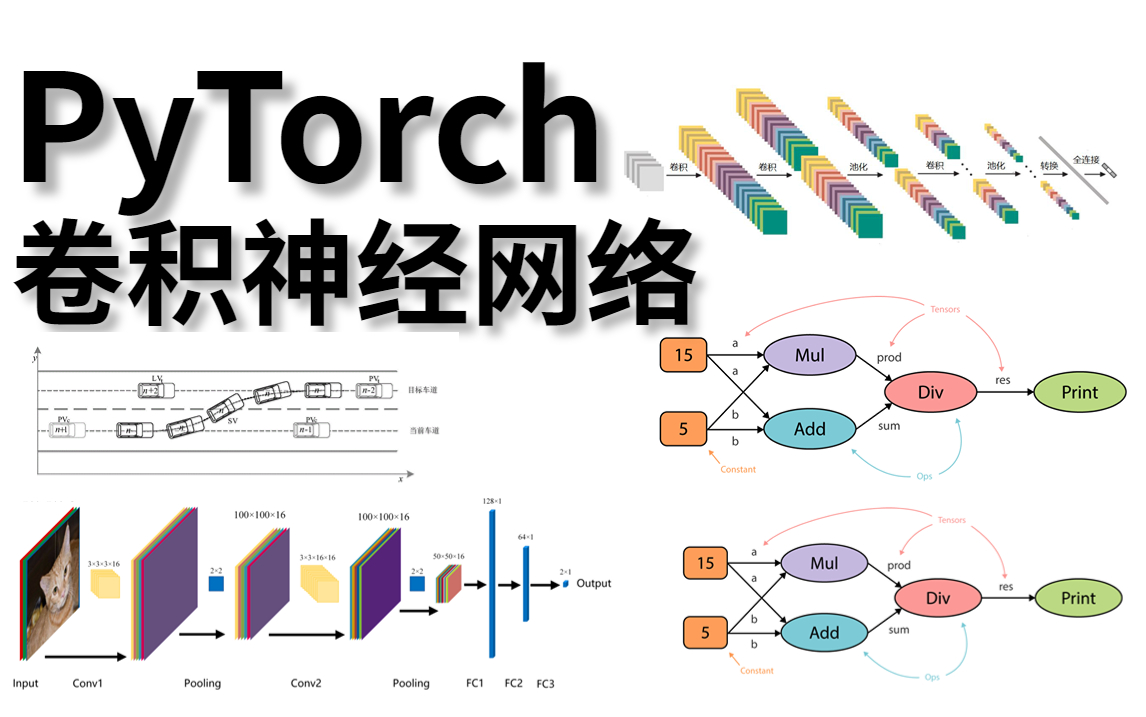 PyTorch
卷积神经网络
卷积
卷积
池化
卷积
池化
转换
全连接
y
LV
n+2
n
n
PV
n-2
目标车道
PV
n+1
n
n
n
SV
PV
n-1
当前车道
x
Tensors
15
a
Mul
prod
a
res
Div
Print
b
5
Add
sum
b
Constant
Ops
128×1
100×100×16
100×100×16
64×1
3×3×3×16
2×2
3×3×16×16
2×2
50×50×16
2×1
Output
Input
Conv1
Pooling
Conv2
Pooling
FC1
FC2
FC3
Tensors
15
a
Mul
prod
a
res
Div
Print
b
5
Add
sum
b
Constant
Ops